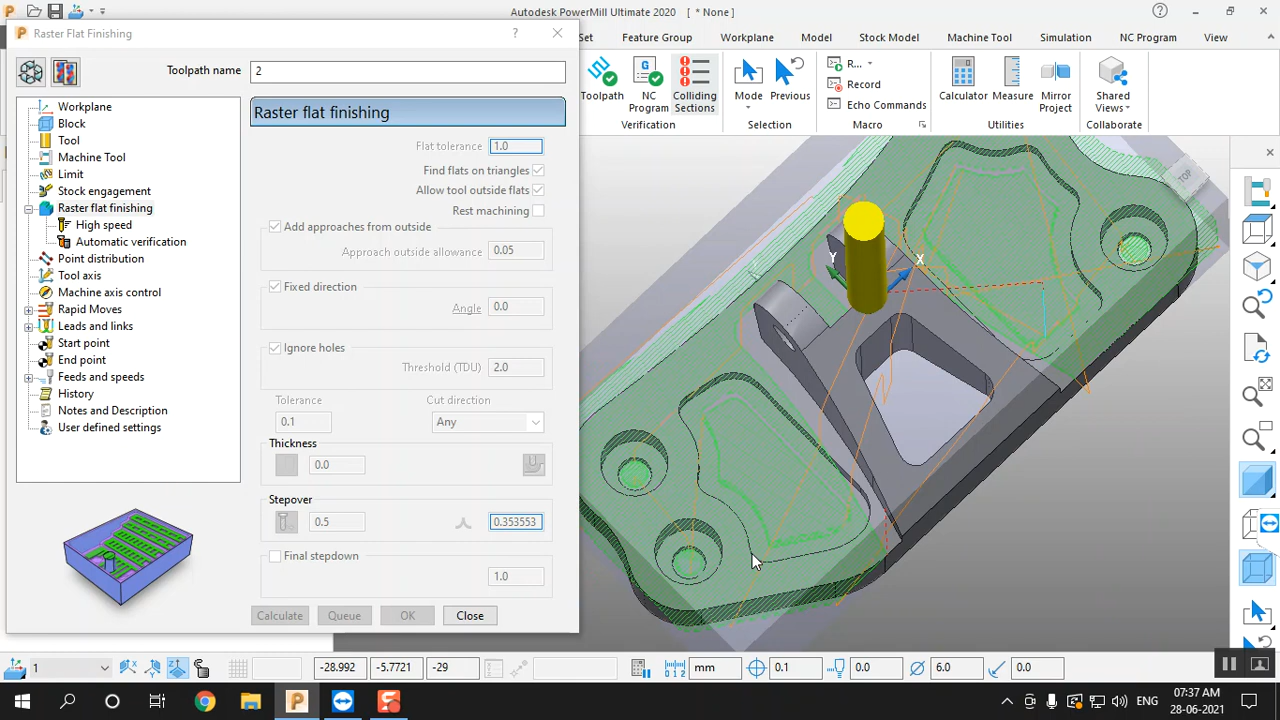 Autodesk PowerMill Ultimate 2020 [ * None ]
Raster Flat Finishing
Set
Feature Group
Workplane
Model
Stock Model
Machine Tool
Simulation
NC Program
View
Toolpath name
2
Workplane
Block
Tool
Machine Tool
Limit
Stock engagement
Raster flat finishing
High speed
Automatic verification
Point distribution
Tool axis
Machine axis control
Rapid Moves
Leads and links
Start point
End point
Feeds and speeds
History
Notes and Description
User defined settings
Raster flat finishing
Flat tolerance 1.0
Find flats on triangles
Allow tool outside flats
Rest machining
Add approaches from outside
Approach outside allowance 0.05
Fixed direction
Angle 0.0
Ignore holes
Threshold (TDU) 2.0
Tolerance Cut direction
0.1 Any
Thickness
0.0
Stepover
0.5 0.353553
Final stepdown
1.0
Calculate Queue OK Close
Toolpath
NC Program
Colliding Sections
Verification
Mode
Previous
Selection
R...
Record
Echo Commands
Macro
Calculator
Measure
Mirror Project
Utilities
Shared Views
Collaborate
TOP
Y X
1 -28.992 -5.7721 -29 mm 0.1 0.0 6.0 0.0
ENG
07:37 AM
28-06-2021